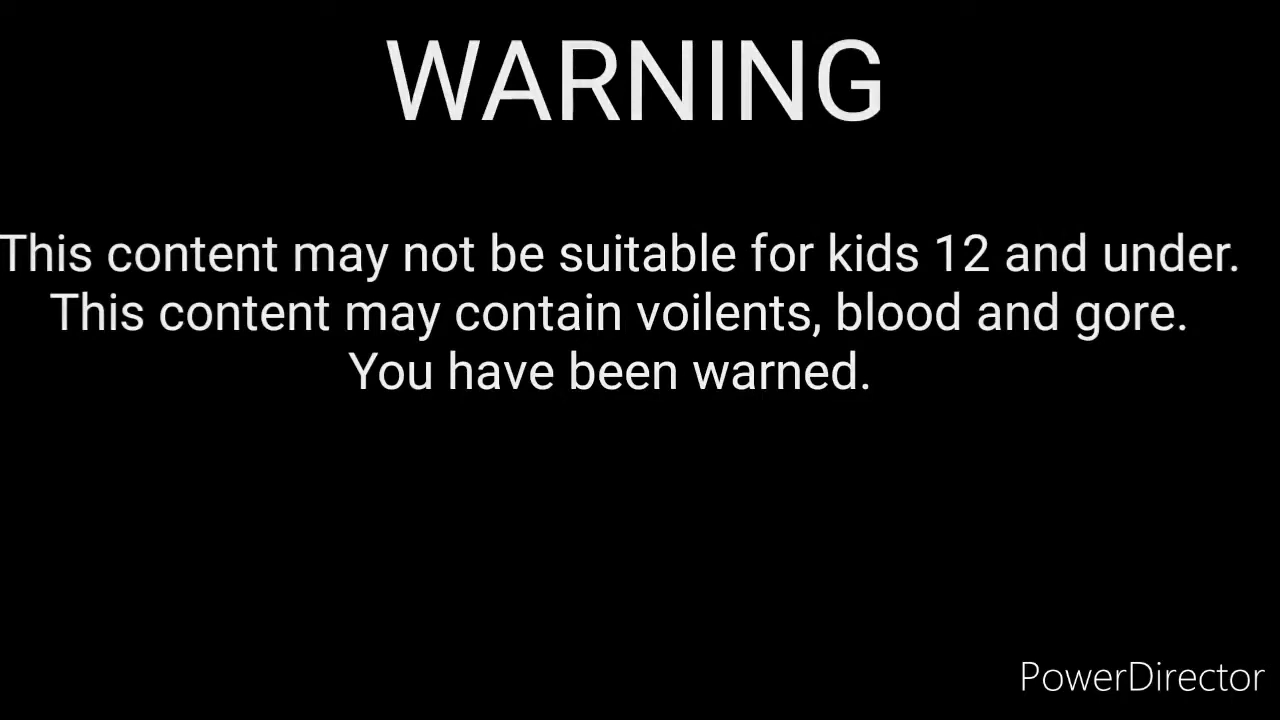 WARNING
This content may not be suitable for kids 12 and under.
This content may contain voilents, blood and gore.
You have been warned.
PowerDirector